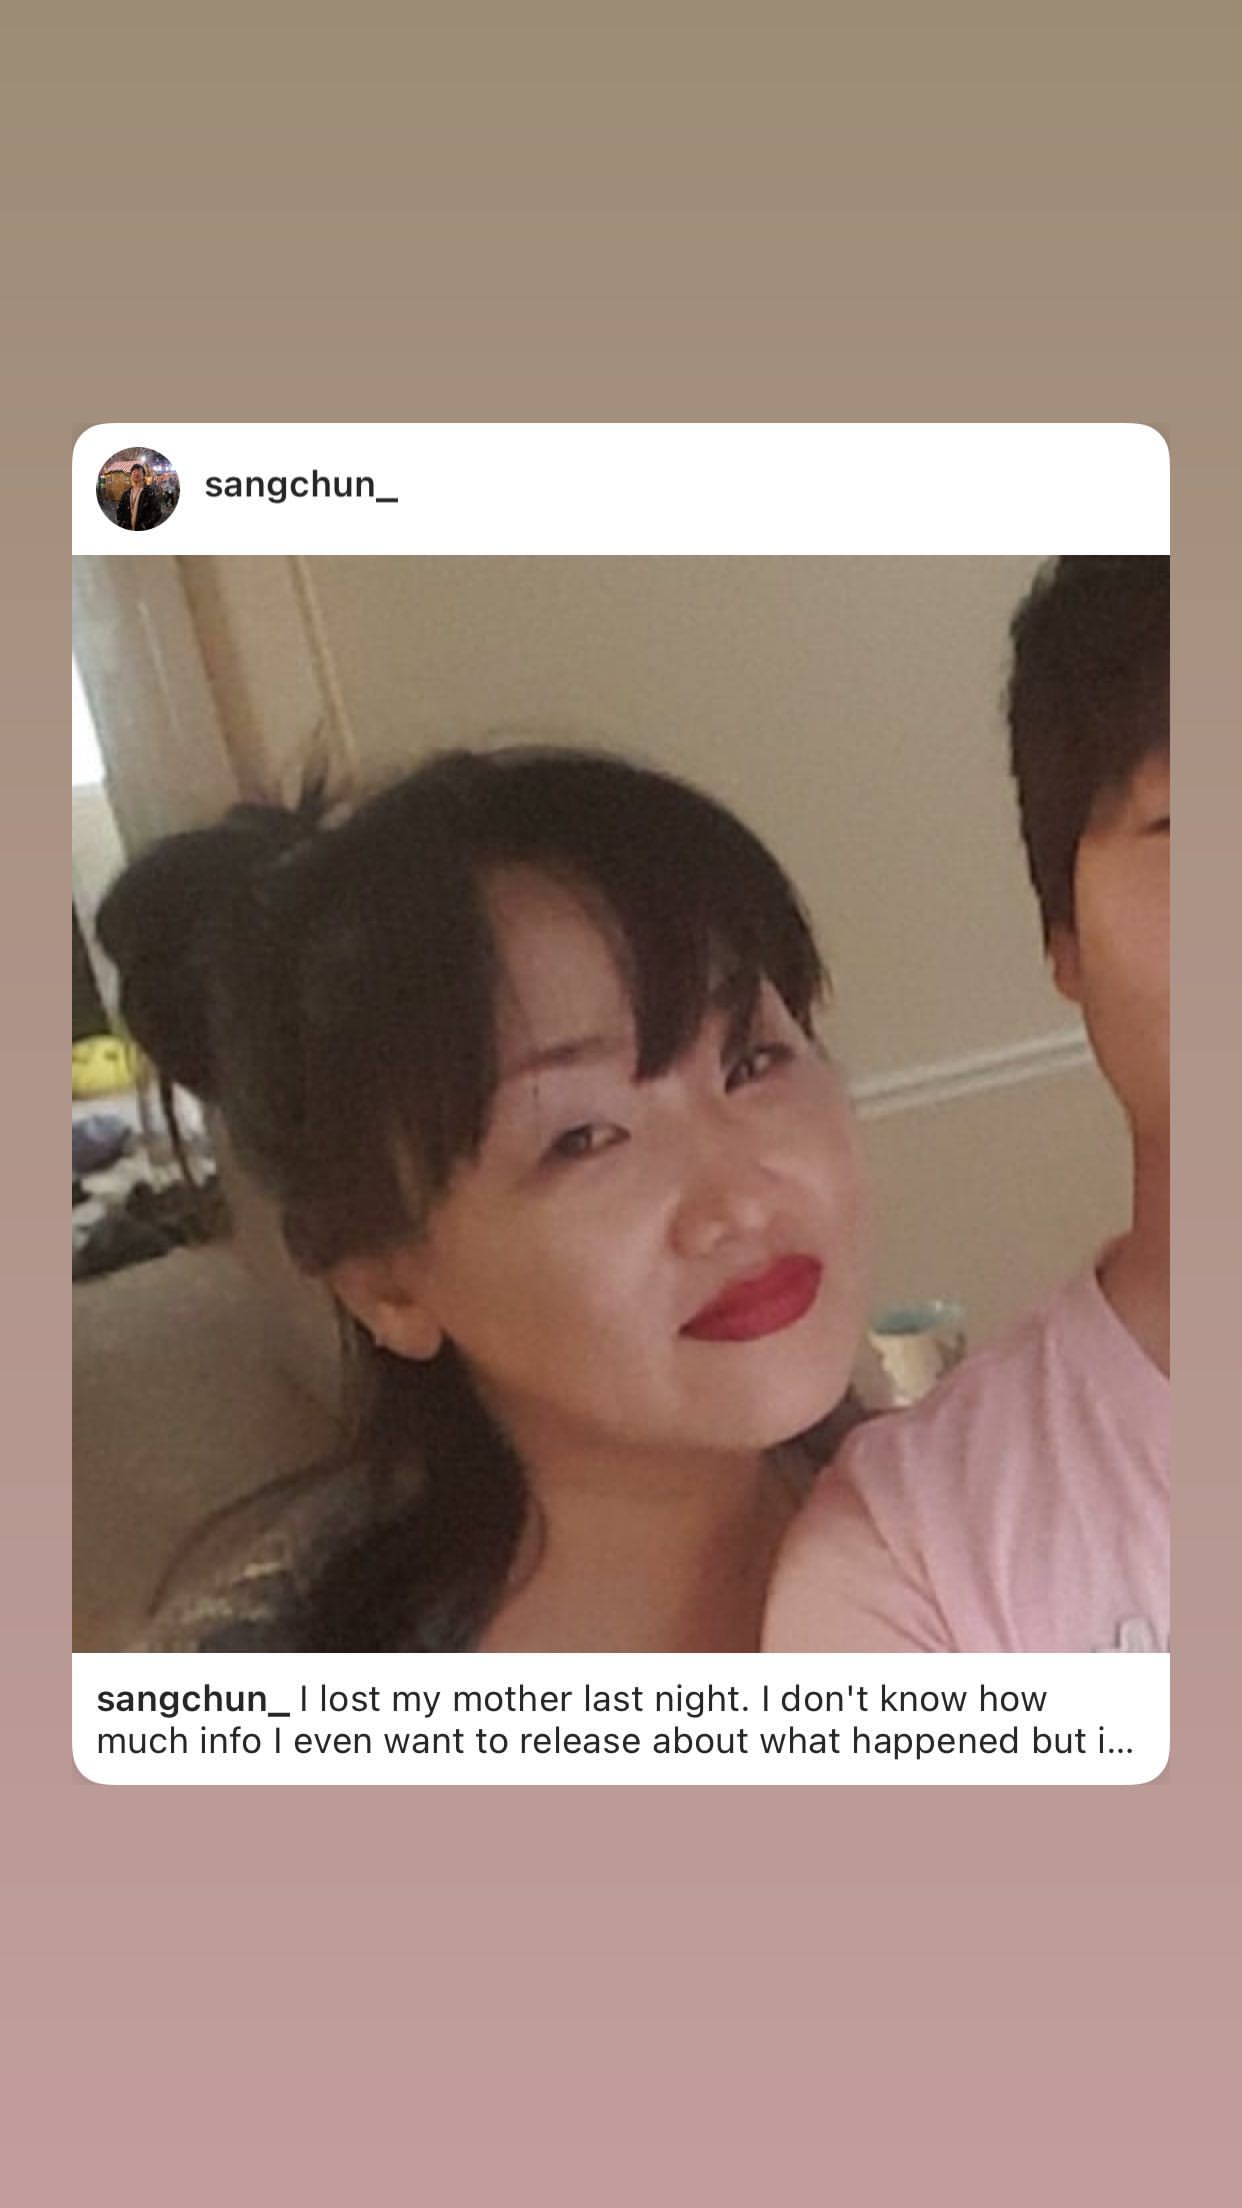 sangchun_
sangchun_ I lost my mother last night. I don't know how
much info I even want to release about what happened but i...